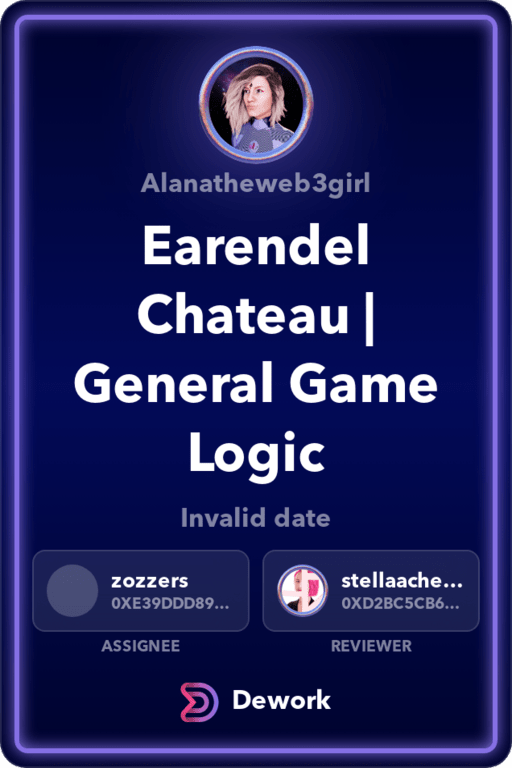 Alanatheweb3girl
Earendel
Chateau |
General Game
Logic
Invalid date
zozzers
0XE39DDD89...
stellaache...
0XD2BC5CB6...
ASSIGNEE
REVIEWER
Dework